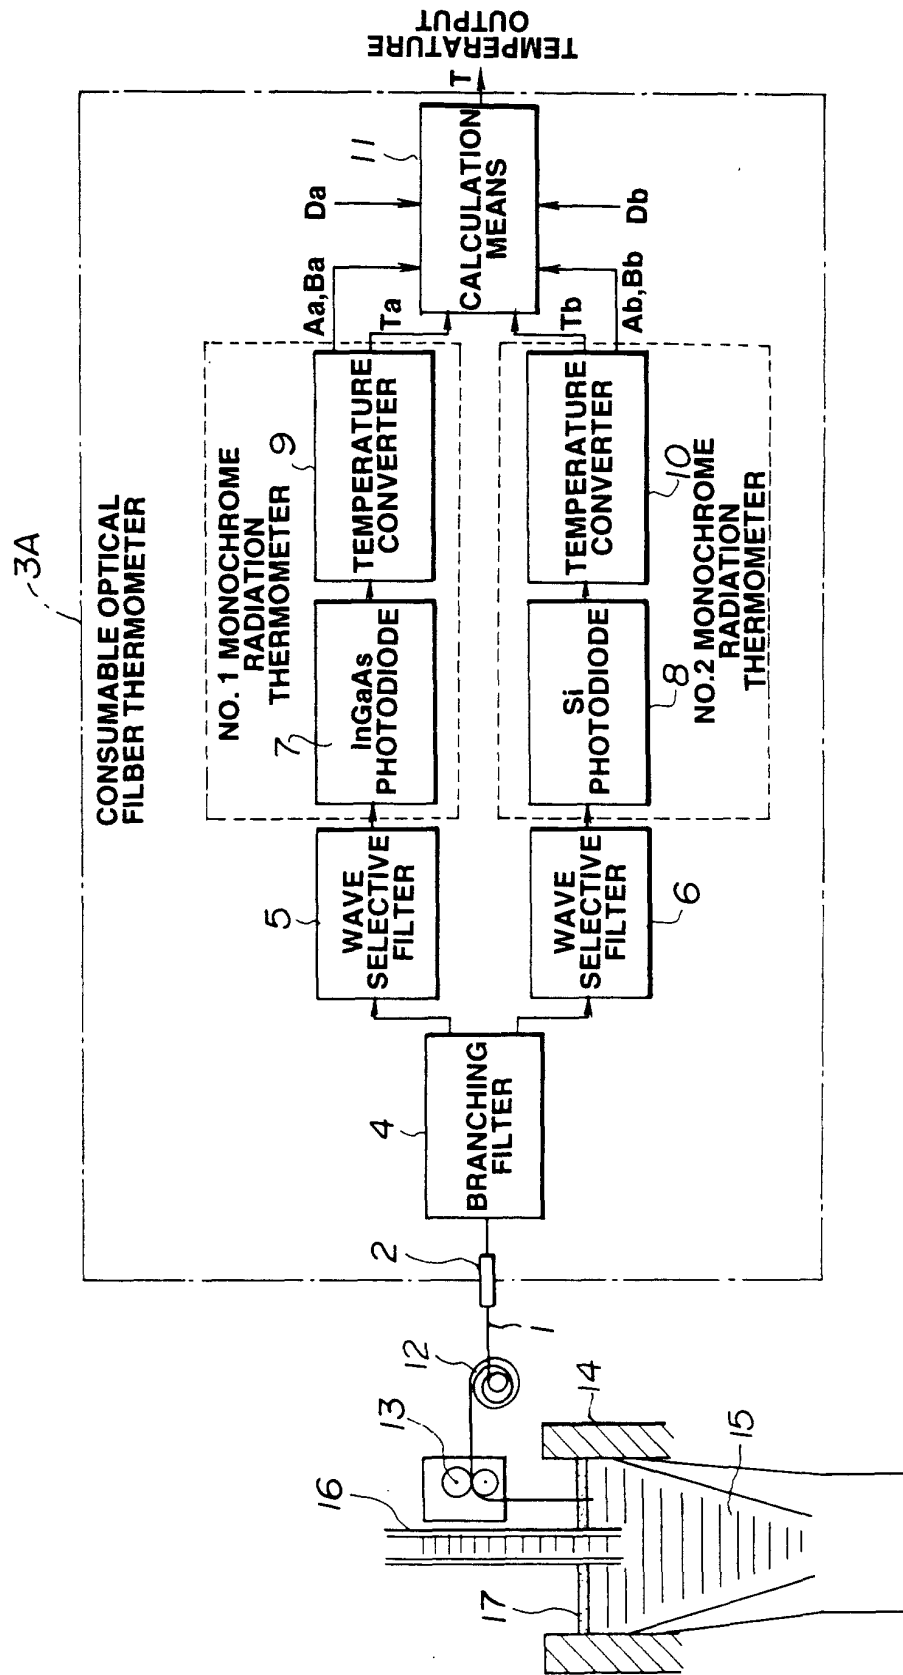 3A
CONSUMABLE OPTICAL
FILBER THERMOMETER
NO. 1 MONOCHROME
RADIATION
THERMOMETER
5
WAVE
SELECTIVE
FILTER
7
InGaAs
PHOTODIODE
9
TEMPERATURE
CONVERTER
Aa,Ba
Ta
Da
11
CALCULATION
MEANS
T
TEMPERATURE
OUTPUT
Db
Tb
Ab,Bb
4
BRANCHING
FILTER
WAVE
SELECTIVE
FILTER
6
Si
PHOTODIODE
8
TEMPERATURE
CONVERTER
10
NO.2 MONOCHROME
RADIATION
THERMOMETER
2
1
12
13
16
14
15
17